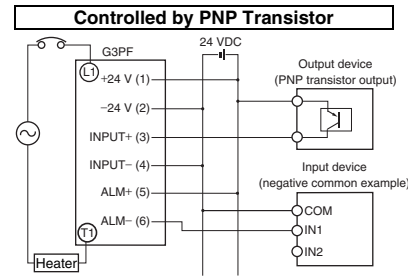 Controlled by PNP Transistor
24 VDC
G3PF
L1
+24 V (1)
−24 V (2)
INPUT+ (3)
INPUT− (4)
ALM+ (5)
ALM− (6)
T1
Heater
Output device
(PNP transistor output)
Input device
(negative common example)
COM
IN1
IN2